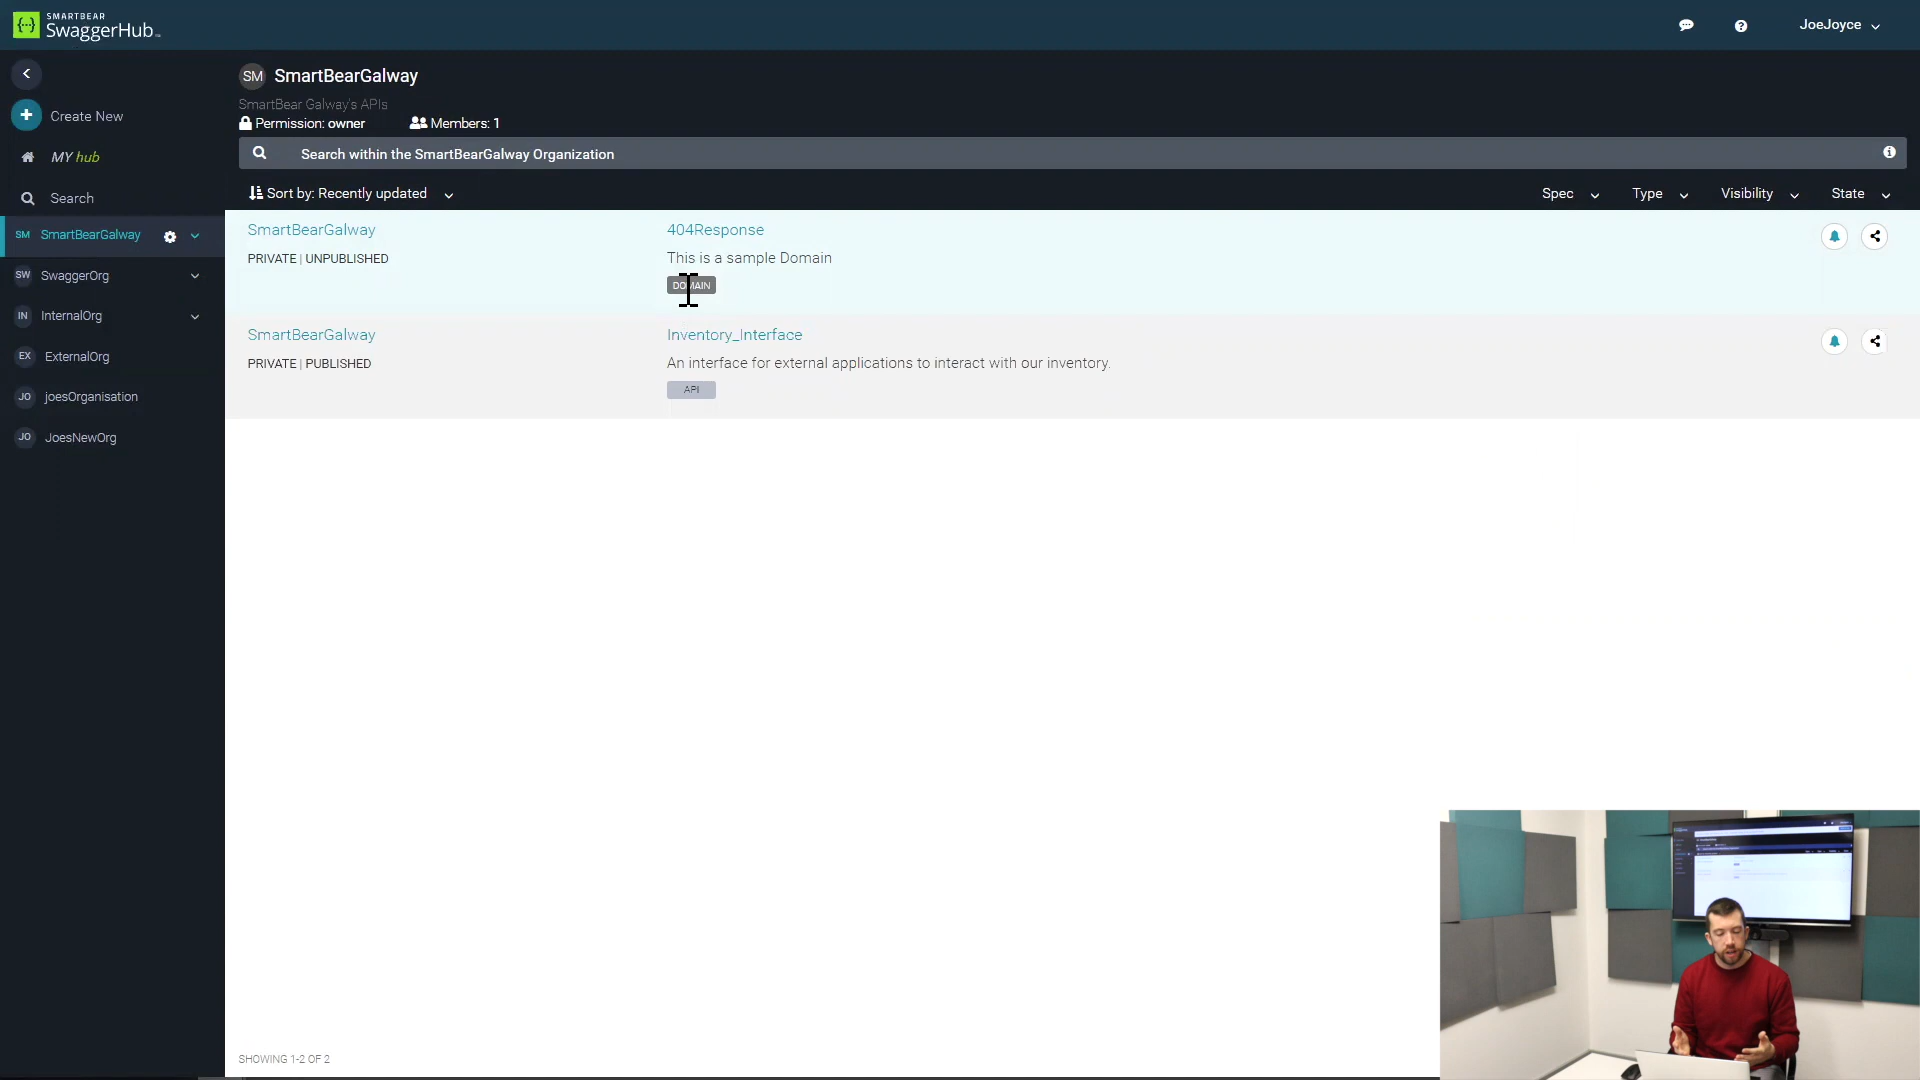 SMARTBEAR
SwaggerHub™
JoeJoyce
Create New
MY hub
Search
SM SmartBearGalway
SW SwaggerOrg
IN InternalOrg
EX ExternalOrg
JO joesOrganisation
JO JoesNewOrg
SM SmartBearGalway
SmartBear Galway's APIs
Permission: owner Members: 1
Search within the SmartBearGalway Organization
Sort by: Recently updated Spec Type Visibility State
SmartBearGalway 404Response
PRIVATE | UNPUBLISHED This is a sample Domain
DOMAIN
SmartBearGalway Inventory_Interface
PRIVATE | PUBLISHED An interface for external applications to interact with our inventory.
API
SHOWING 1-2 OF 2